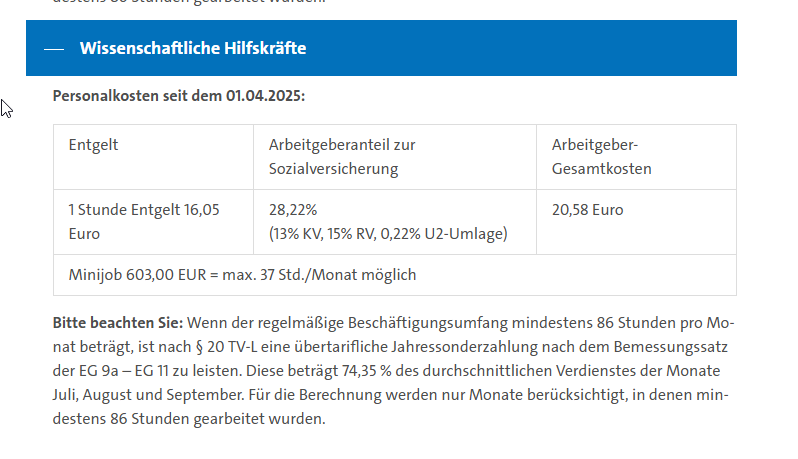 destens 86 Stunden gearbeitet wurden.
Wissenschaftliche Hilfskräfte
Personalkosten seit dem 01.04.2025:
Entgelt
Arbeitgeberanteil zur
Sozialversicherung
Arbeitgeber-
Gesamtkosten
1 Stunde Entgelt 16,05
Euro
28,22%
(13% KV, 15% RV, 0,22% U2-Umlage)
20,58 Euro
Minijob 603,00 EUR = max. 37 Std./Monat möglich
Bitte beachten Sie: Wenn der regelmäßige Beschäftigungsumfang mindestens 86 Stunden pro Mo-
nat beträgt, ist nach § 20 TV-L eine übertarifliche Jahressonderzahlung nach dem Bemessungssatz
der EG 9a – EG 11 zu leisten. Diese beträgt 74,35 % des durchschnittlichen Verdienstes der Monate
Juli, August und September. Für die Berechnung werden nur Monate berücksichtigt, in denen min-
destens 86 Stunden gearbeitet wurden.